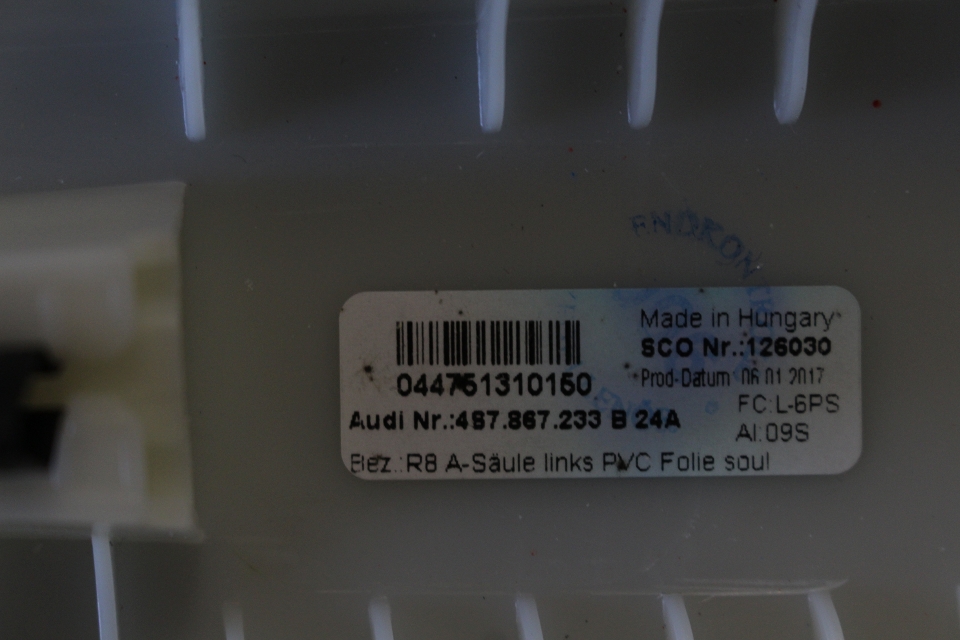 Made in Hungary
SCO Nr.:126030
044751310150
Prod-Datum 06.01.2017
FC:L-6PS
Audi Nr.:4S7.867.233 B 24A
AI:09S
Bez.:R8 A-Säule links PVC Folie soul